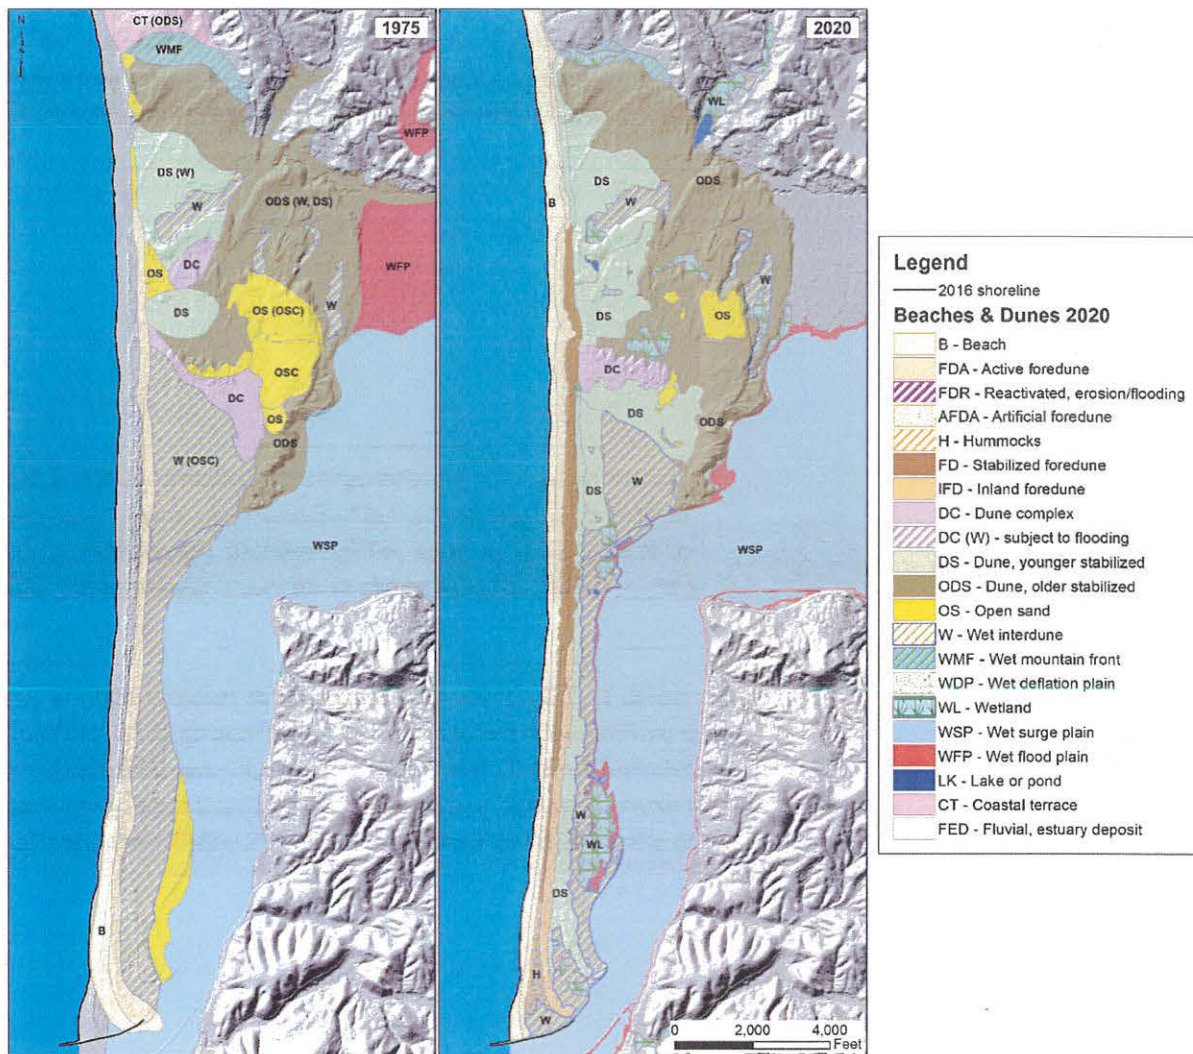 N
1975
CT (ODS)
WMF
WFP
DS (W)
W
ODS (W, DS)
DC
OS
WFP
DS
OS (OSC)
W
OSC
DC
OS
ODS
W (OSC)
WSP
B
2020
WL
DS
ODS
B
W
W
DS
OS
DC
DS
ODS
W
DS
WSP
W
WL
DS
H
W
0 2,000 4,000
Feet
Legend
2016 shoreline
Beaches & Dunes 2020
B - Beach
FDA - Active foredune
FDR - Reactivated, erosion/flooding
AFDA - Artificial foredune
H - Hummocks
FD - Stabilized foredune
IFD - Inland foredune
DC - Dune complex
DC (W) - subject to flooding
DS - Dune, younger stabilized
ODS - Dune, older stabilized
OS - Open sand
W - Wet interdune
WMF - Wet mountain front
WDP - Wet deflation plain
WL - Wetland
WSP - Wet surge plain
WFP - Wet flood plain
LK - Lake or pond
CT - Coastal terrace
FED - Fluvial, estuary deposit